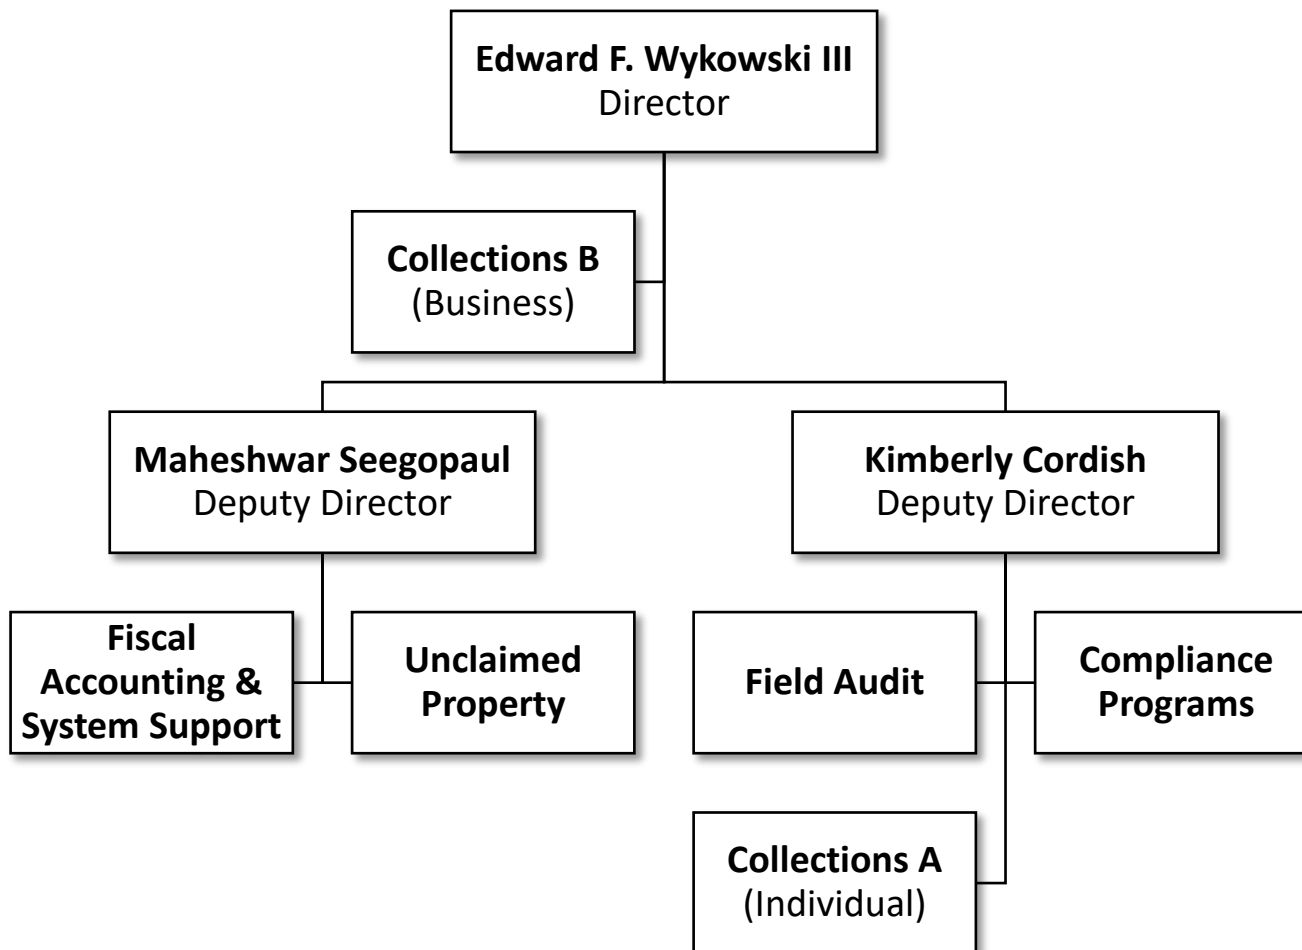 Edward F. Wykowski III
Director
Collections B
(Business)
Maheshwar Seegopaul
Deputy Director
Kimberly Cordish
Deputy Director
Fiscal
Accounting &
System Support
Unclaimed
Property
Field Audit
Compliance
Programs
Collections A
(Individual)